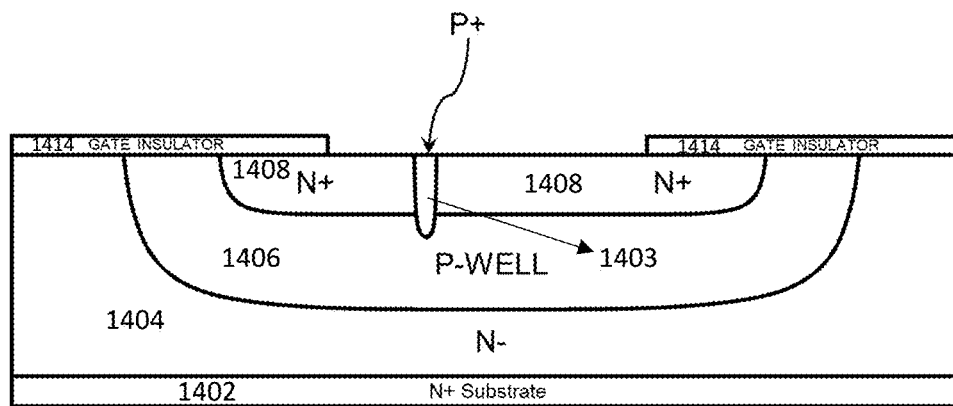 P+
1414 GATE INSULATOR
1414 GATE INSULATOR
1408 N+ 1408 N+
1406 P-WELL 1403
1404 N-
1402 N+ Substrate